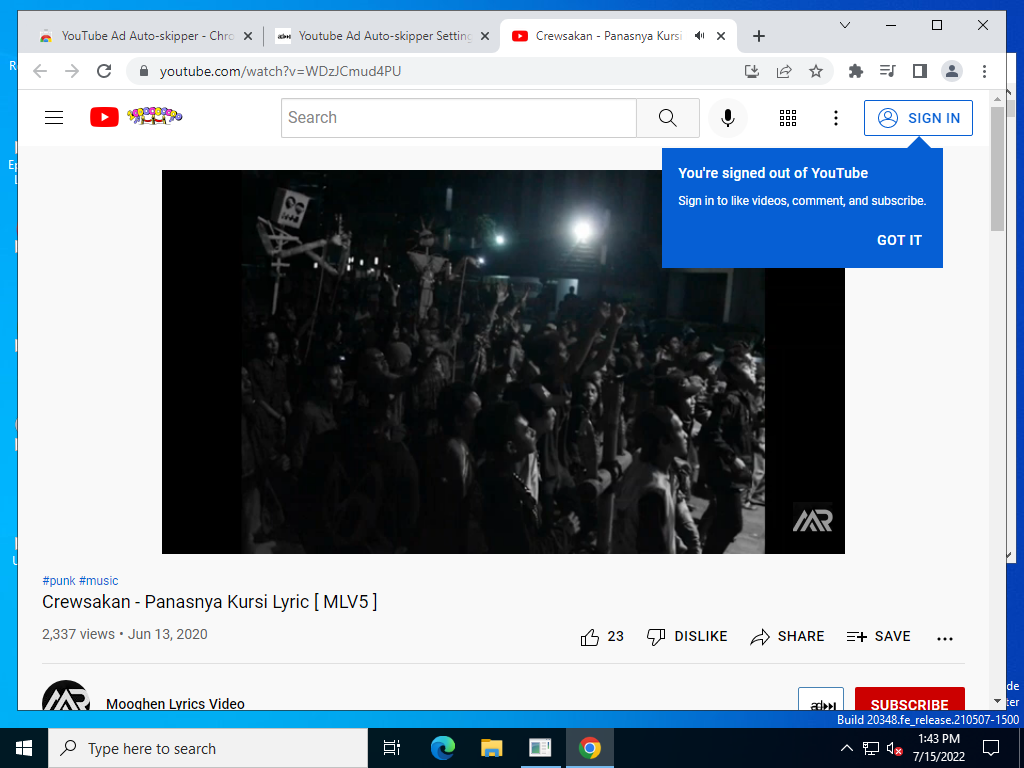 YouTube Ad Auto-skipper - Chro
Youtube Ad Auto-skipper Setting
Crewsakan - Panasnya Kursi
youtube.com/watch?v=WDzJCmud4PU
Search
SIGN IN
You're signed out of YouTube
Sign in to like videos, comment, and subscribe.
GOT IT
MR
#punk #music
Crewsakan - Panasnya Kursi Lyric [ MLV5 ]
2,337 views • Jun 13, 2020
23
DISLIKE
SHARE
SAVE
Mooghen Lyrics Video
SUBSCRIBE
Build 20348.fe_release.210507-1500
Type here to search
1:43 PM
7/15/2022